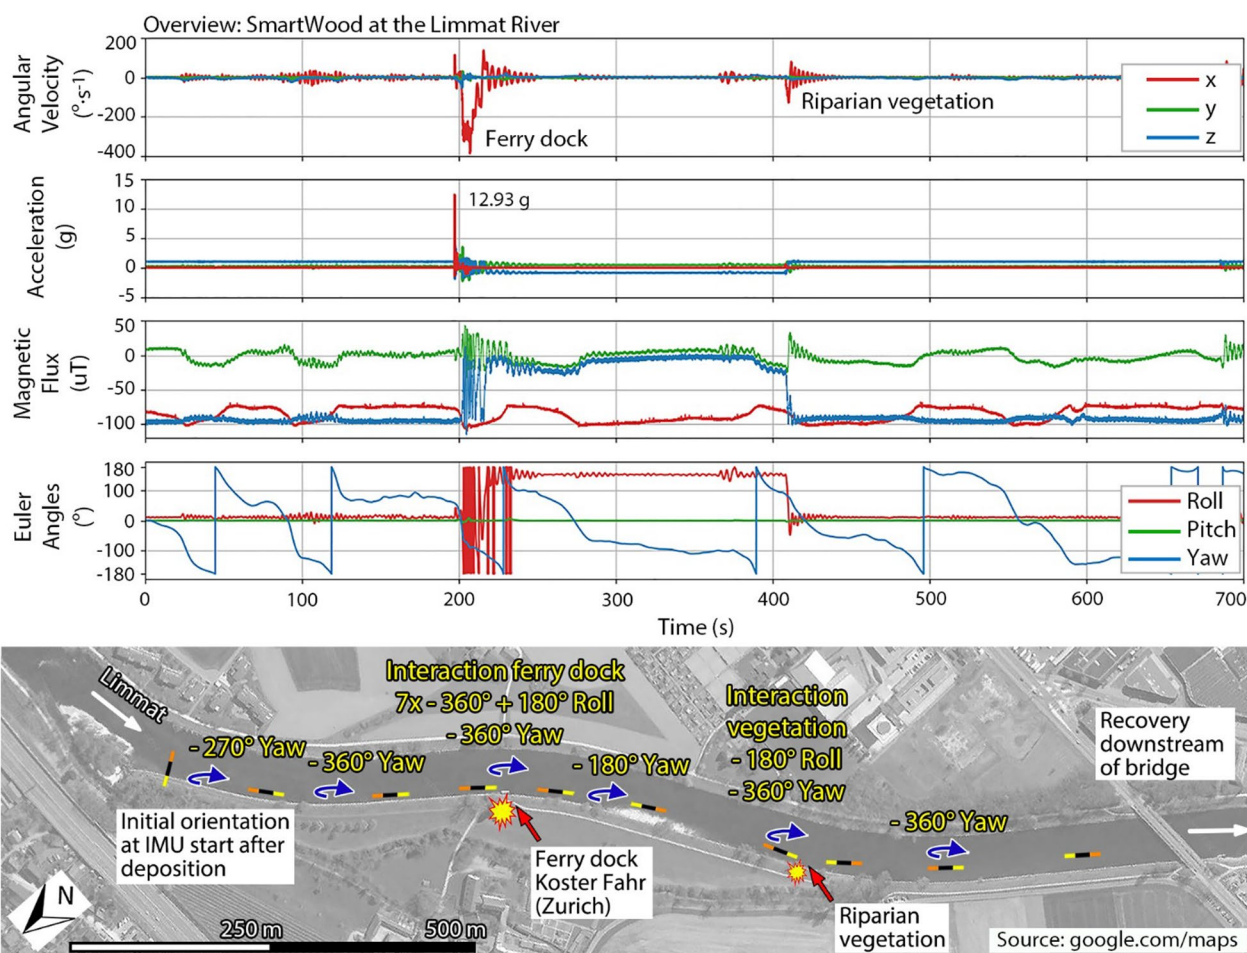 Overview: SmartWood at the Limmat River
Angular
Velocity
(°·s⁻¹)
200
0
-200
-400
Ferry dock
Riparian vegetation
x
y
z
Acceleration
(g)
15
10
5
0
-5
12.93 g
Magnetic
Flux
(uT)
50
0
-50
-100
Euler
Angles
(°)
180
100
0
-100
-180
Roll
Pitch
Yaw
0 100 200 300 400 500 600 700
Time (s)
Limmat
Interaction ferry dock
7x - 360° + 180° Roll
- 360° Yaw
- 270° Yaw
- 360° Yaw
- 180° Yaw
Interaction
vegetation
- 180° Roll
- 360° Yaw
- 360° Yaw
Recovery
downstream
of bridge
Initial orientation
at IMU start after
deposition
Ferry dock
Koster Fahr
(Zurich)
Riparian
vegetation
N
250 m
500 m
Source: google.com/maps